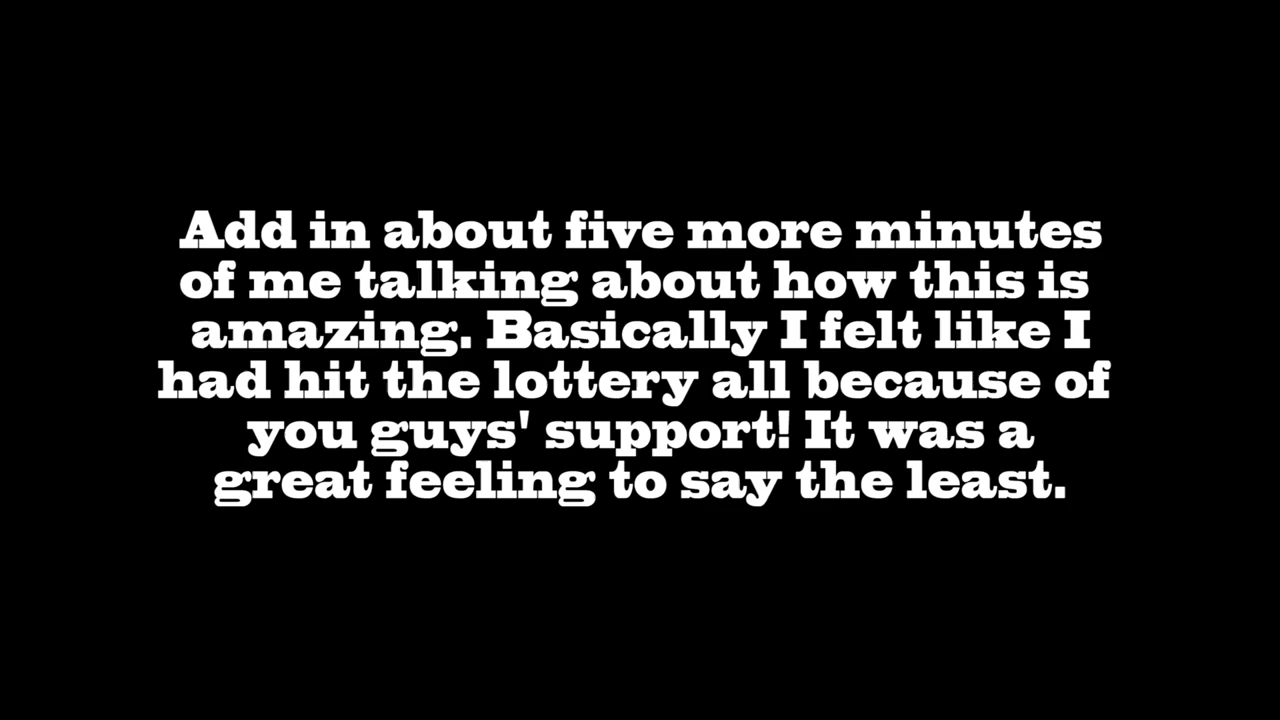 Add in about five more minutes
of me talking about how this is
amazing. Basically I felt like I
had hit the lottery all because of
you guys' support! It was a
great feeling to say the least.